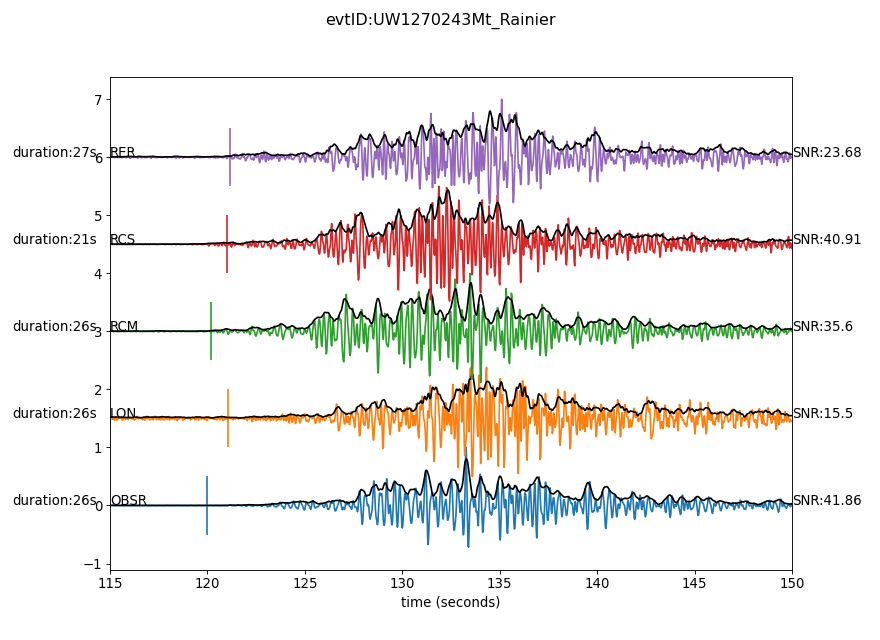 evtID:UW1270243Mt_Rainier
7
duration:27s RER SNR:23.68
6
5
duration:21s RCS SNR:40.91
4
duration:26s RCM SNR:35.6
3
2
duration:26s LON SNR:15.5
1
duration:26s OBSR SNR:41.86
0
−1
115 120 125 130 135 140 145 150
time (seconds)